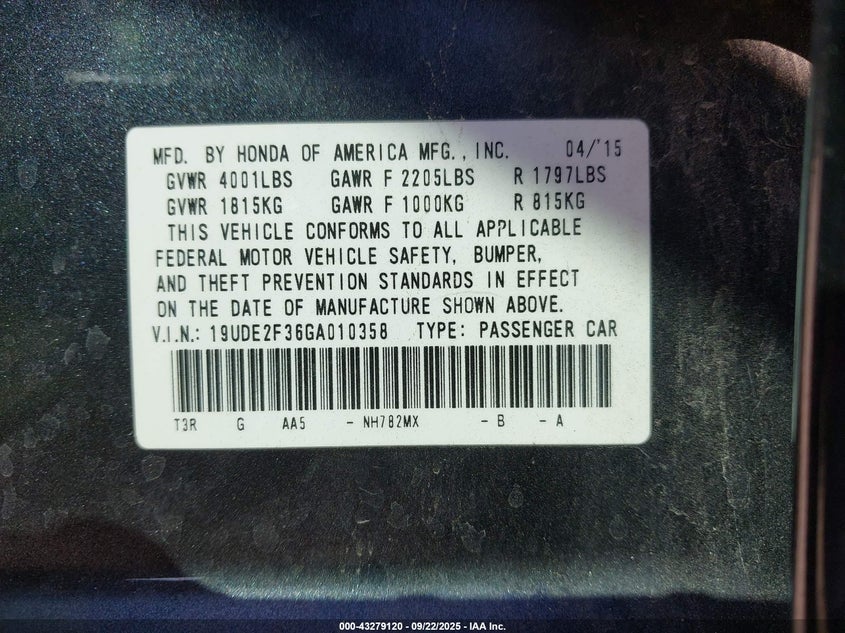 MFD. BY HONDA OF AMERICA MFG., INC. 04/'15
GVWR 4001LBS GAWR F 2205LBS R 1797LBS
GVWR 1815KG GAWR F 1000KG R 815KG
THIS VEHICLE CONFORMS TO ALL APPLICABLE
FEDERAL MOTOR VEHICLE SAFETY, BUMPER,
AND THEFT PREVENTION STANDARDS IN EFFECT
ON THE DATE OF MANUFACTURE SHOWN ABOVE.
V.I.N.: 19UDE2F36GA010358 TYPE: PASSENGER CAR
T3R G AA5 - NH782MX - B - A
000-43279120 - 09/22/2025 - IAA Inc.